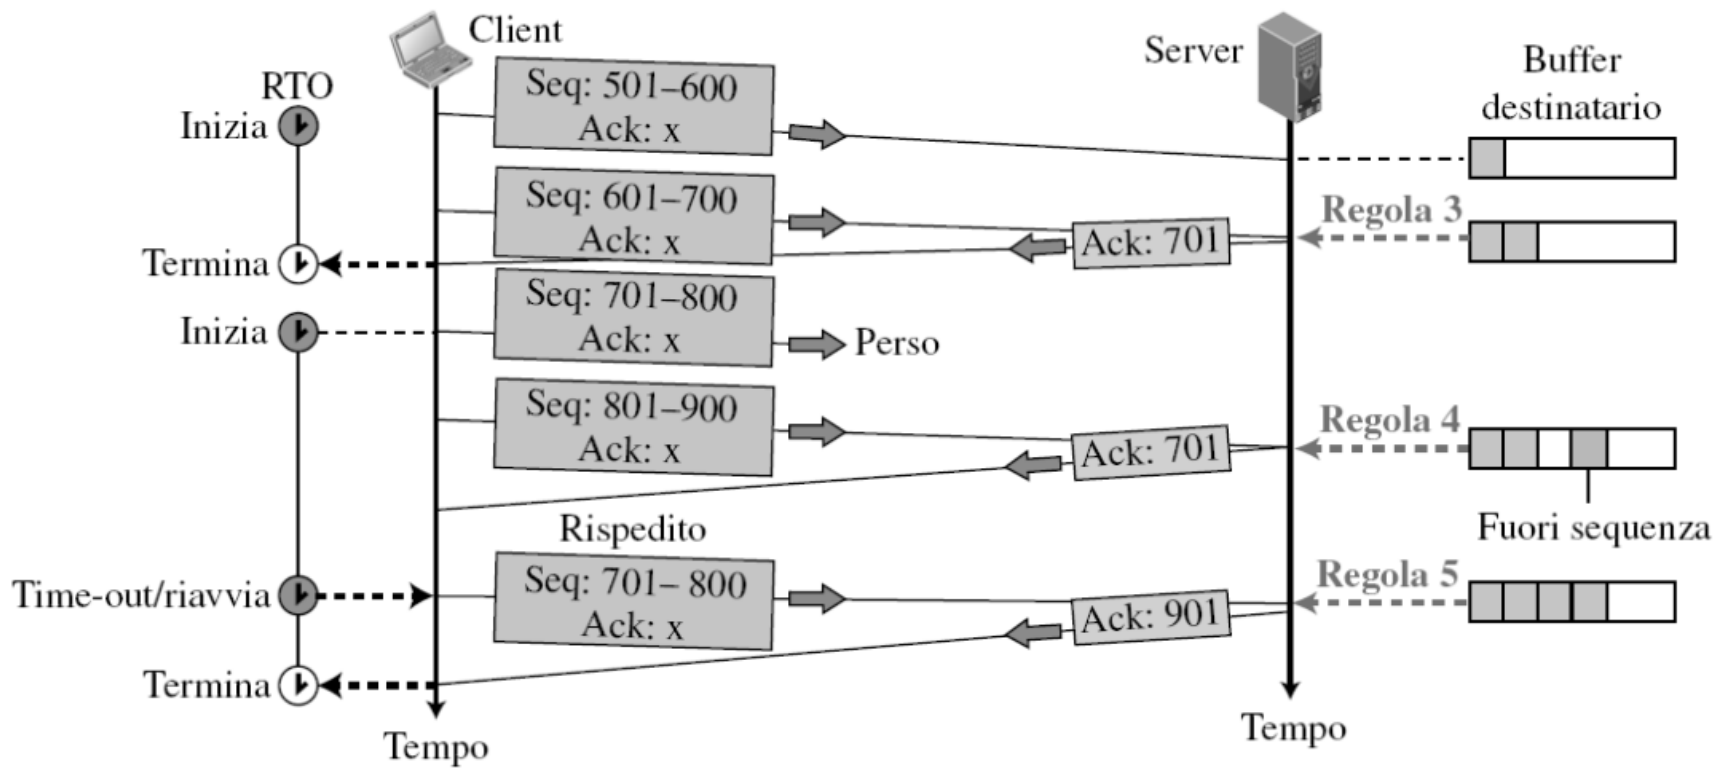 Client
Server
Buffer
destinatario
RTO
Inizia
Seq: 501–600
Ack: x
Seq: 601–700
Ack: x
Ack: 701
Regola 3
Termina
Seq: 701–800
Ack: x
Inizia
Perso
Seq: 801–900
Ack: x
Ack: 701
Regola 4
Fuori sequenza
Rispedito
Time-out/riavvia
Seq: 701– 800
Ack: x
Ack: 901
Regola 5
Termina
Tempo
Tempo